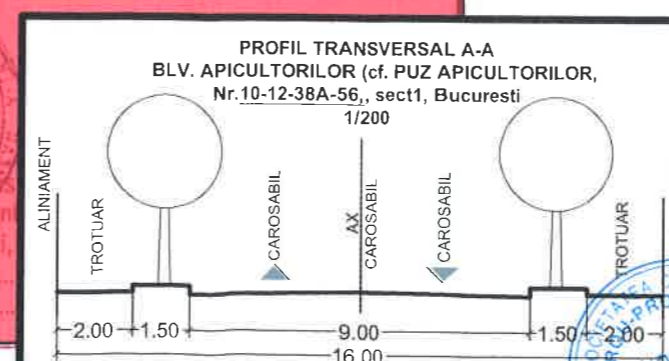 PROFIL TRANSVERSAL A-A
BLV. APICULTORILOR (cf. PUZ APICULTORILOR,
Nr.10-12-38A-56,, sect1, Bucuresti
1/200
ALINIAMENT
TROTUAR
CAROSABIL
AX
CAROSABIL
CAROSABIL
TROTUAR
2.00 1.50 9.00 1.50 2.00
16.00